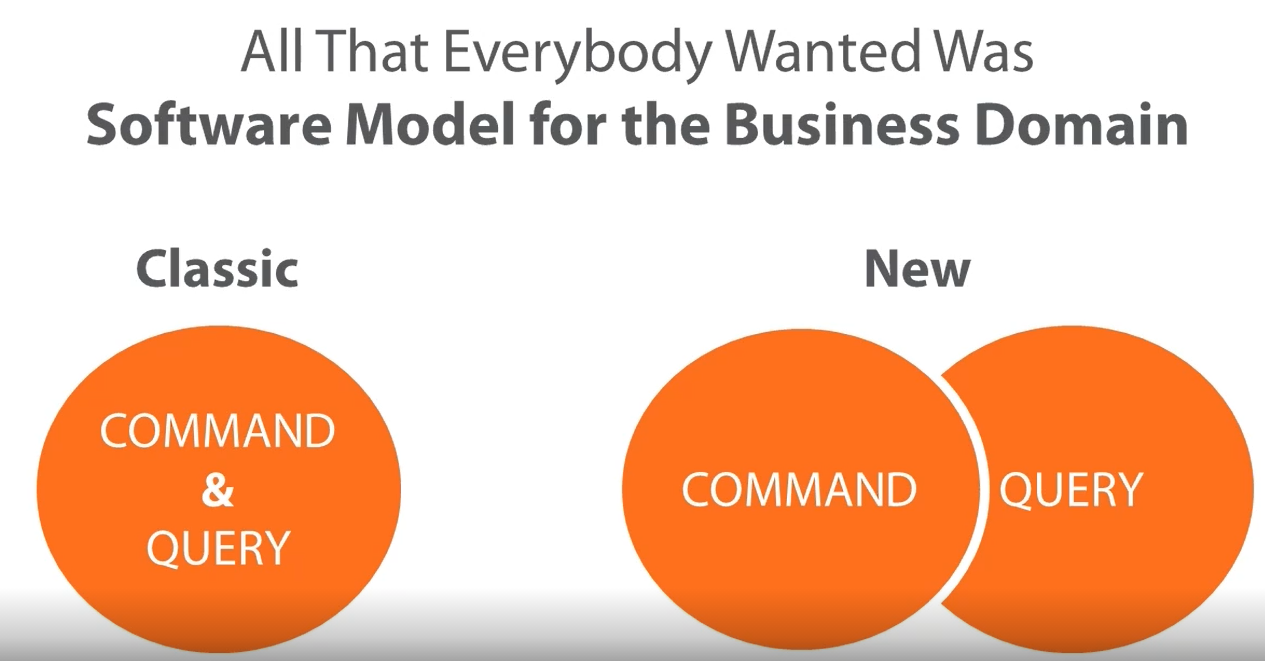 All That Everybody Wanted Was
Software Model for the Business Domain
Classic
New
COMMAND
&
QUERY
COMMAND
QUERY